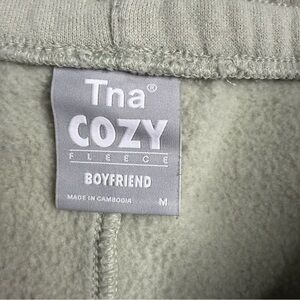 Tna®
COZY
FLEECE
BOYFRIEND
MADE IN CAMBODIA M